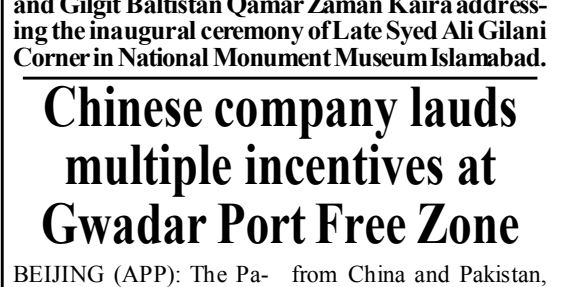 and Gilgit Baltistan Qamar Zaman Kaira address-
ing the inaugural ceremony of Late Syed Ali Gilani
Corner in National Monument Museum Islamabad.
Chinese company lauds
multiple incentives at
Gwadar Port Free Zone
BEIJING (APP): The Pa-
from China and Pakistan,